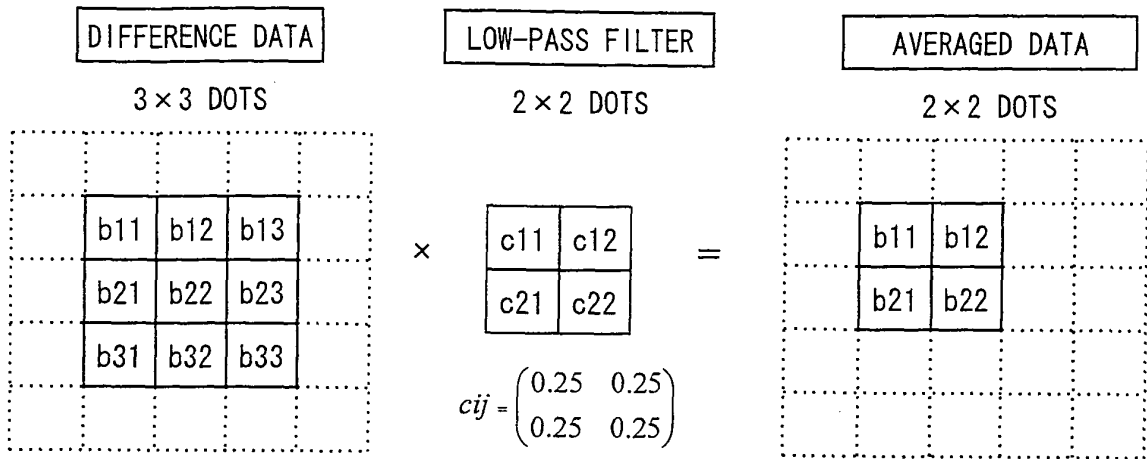 DIFFERENCE DATA
3 × 3 DOTS
b11 b12 b13
b21 b22 b23
b31 b32 b33
×
LOW-PASS FILTER
2 × 2 DOTS
c11 c12
c21 c22
cij = (0.25 0.25
0.25 0.25)
=
AVERAGED DATA
2 × 2 DOTS
b11 b12
b21 b22